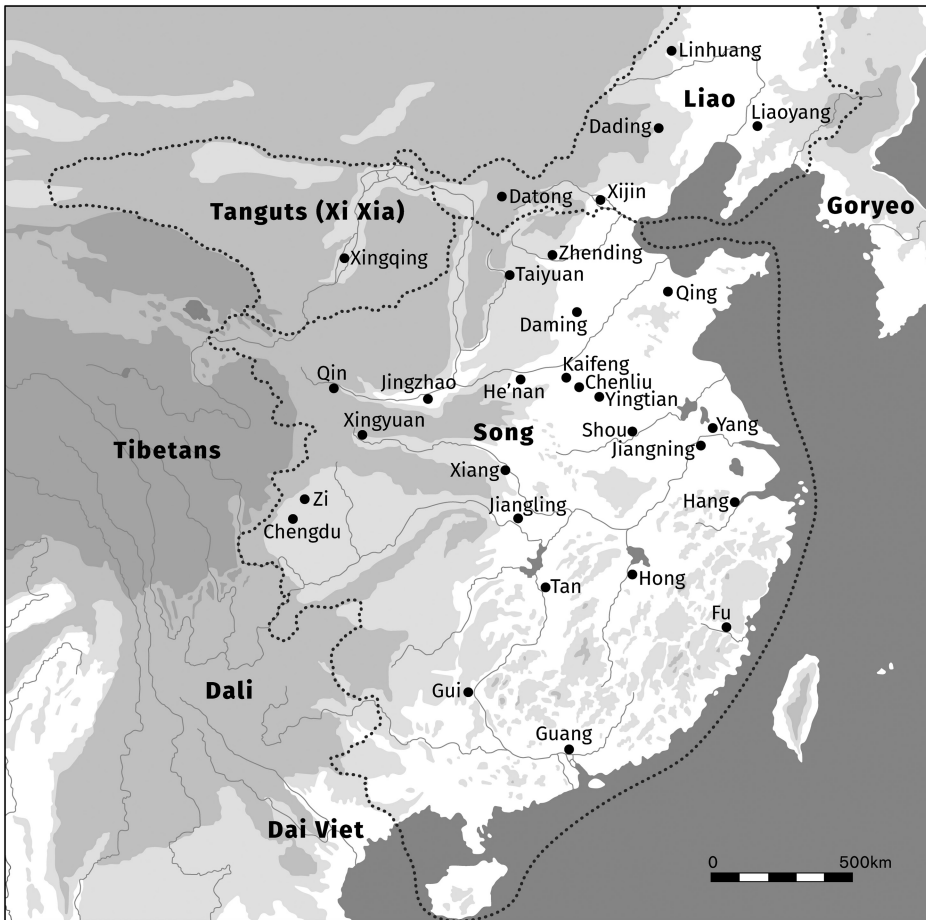 Linhuang
Liao
Liaoyang
Dading
Datong
Xijin
Goryeo
Tanguts (Xi Xia)
Xingqing
Zhending
Taiyuan
Qing
Daming
Qin
Jingzhao
He'nan
Kaifeng
Chenliu
Yingtian
Xingyuan
Song
Shou
Yang
Jiangning
Tibetans
Xiang
Zi
Chengdu
Jiangling
Hang
Tan
Hong
Fu
Dali
Gui
Guang
Dai Viet
0 500km